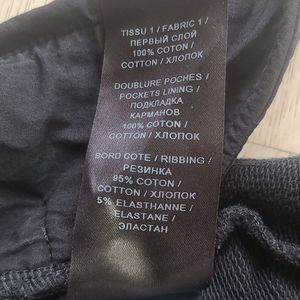 TISSU 1 / FABRIC 1 /
ПЕРВЫЙ СЛОЙ
100% COTON /
COTTON / ХЛОПОК
DOUBLURE POCHES /
POCKETS LINING /
ПОДКЛАДКА
КАРМАНОВ
100% COTON /
COTTON / ХЛОПОК
BORD COTE / RIBBING /
РЕЗИНКА
95% COTON /
COTTON / ХЛОПОК
5% ELASTHANNE /
ELASTANE /
ЭЛАСТАН